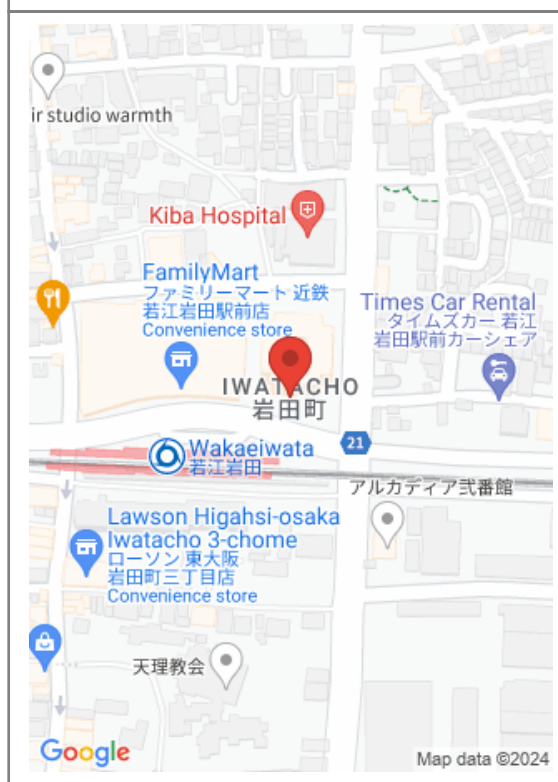 ir studio warmth
Kiba Hospital
FamilyMart
ファミリーマート 近鉄
若江岩田駅前店
Convenience store
Times Car Rental
タイムズカー 若江
岩田駅前カーシェア
IWATACHO
岩田町
21
Wakaeiwata
若江岩田
アルカディア弐番館
Lawson Higahsi-osaka
Iwatacho 3-chome
ローソン 東大阪
岩田町三丁目店
Convenience store
天理教会
Google
Map data ©2024